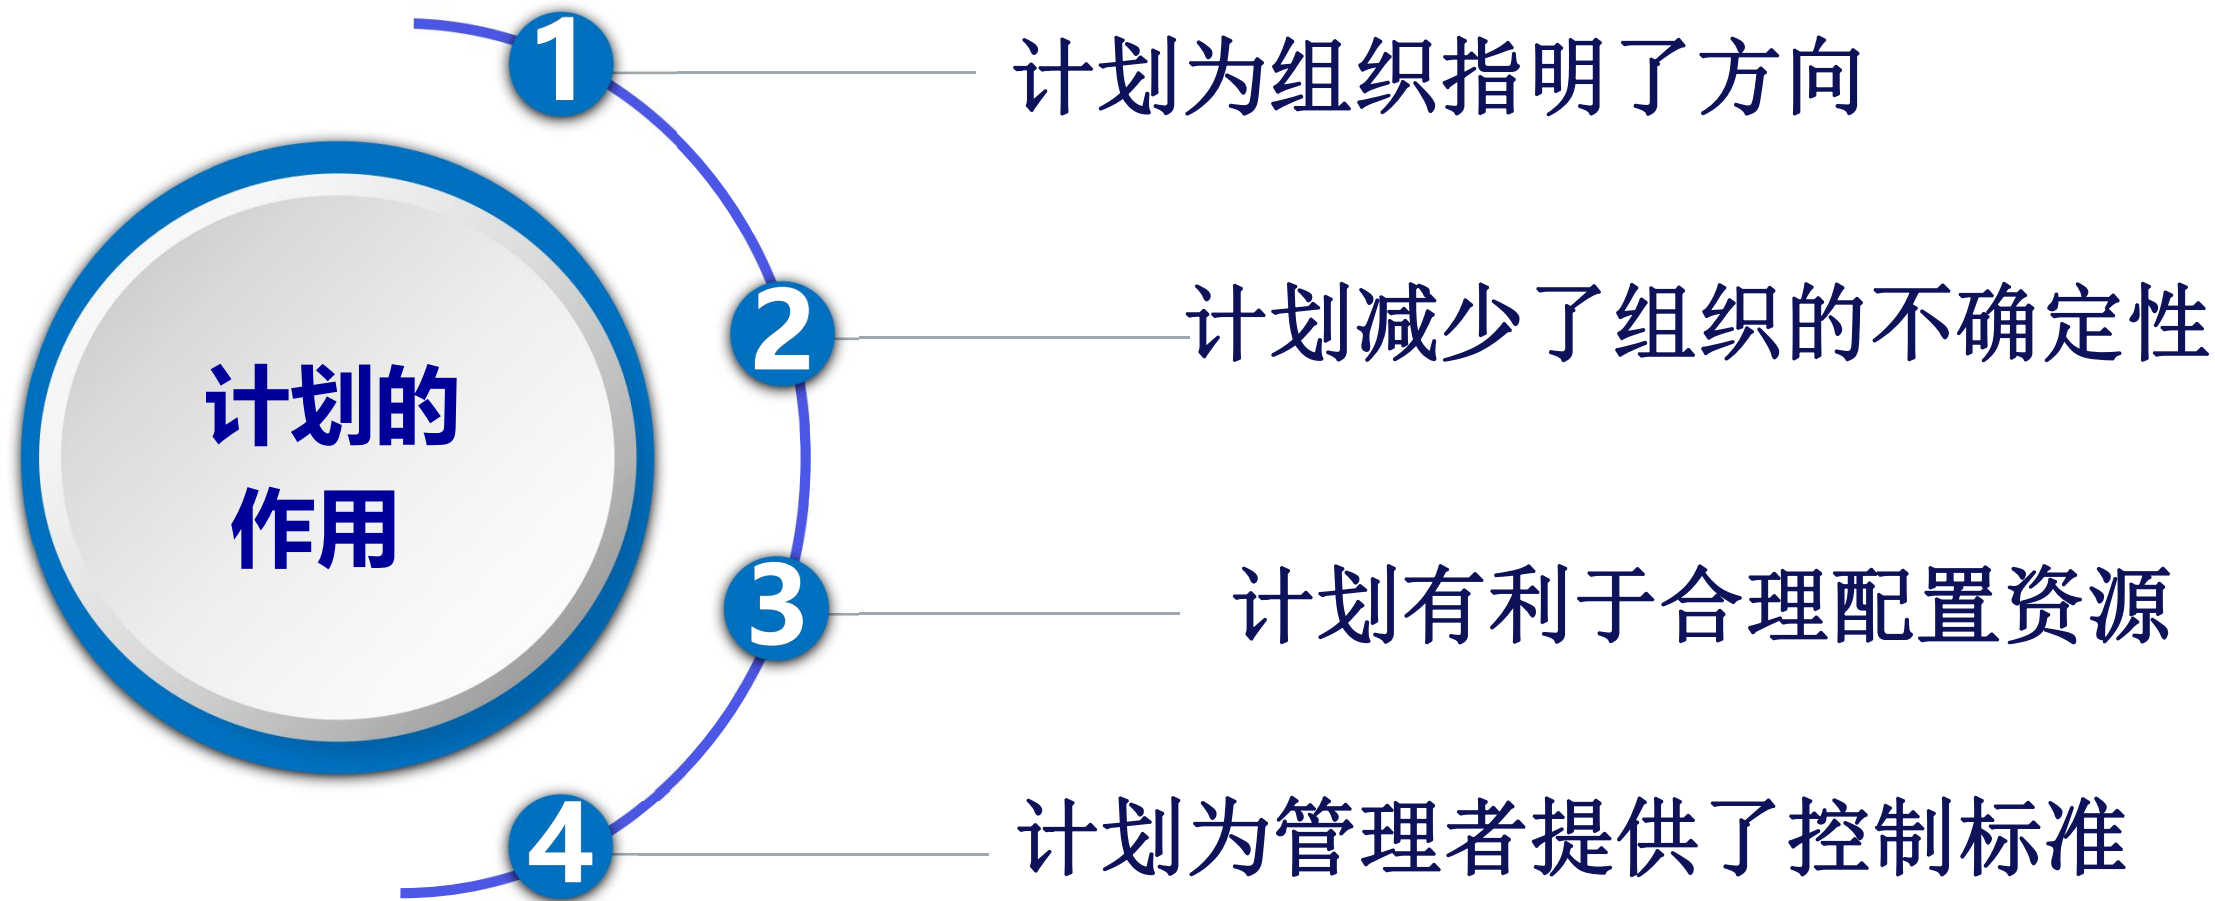 计划的
作用
1
计划为组织指明了方向
2
计划减少了组织的不确定性
3
计划有利于合理配置资源
4
计划为管理者提供了控制标准